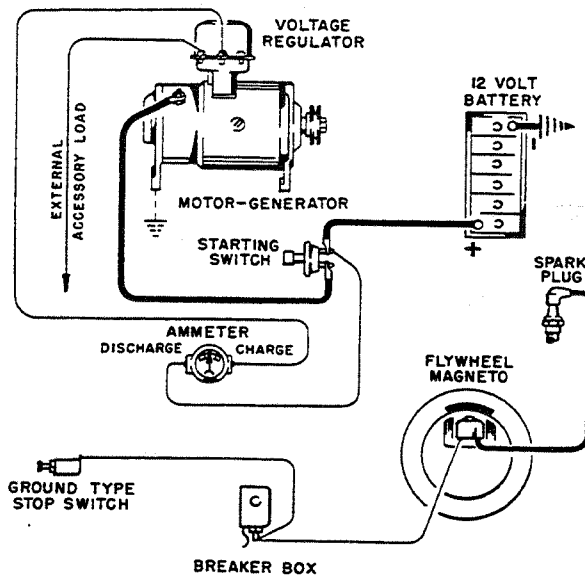 VOLTAGE
REGULATOR
12 VOLT
BATTERY
-
+
EXTERNAL
ACCESSORY LOAD
MOTOR-GENERATOR
STARTING
SWITCH
SPARK
PLUG
AMMETER
DISCHARGE CHARGE
FLYWHEEL
MAGNETO
GROUND TYPE
STOP SWITCH
BREAKER BOX